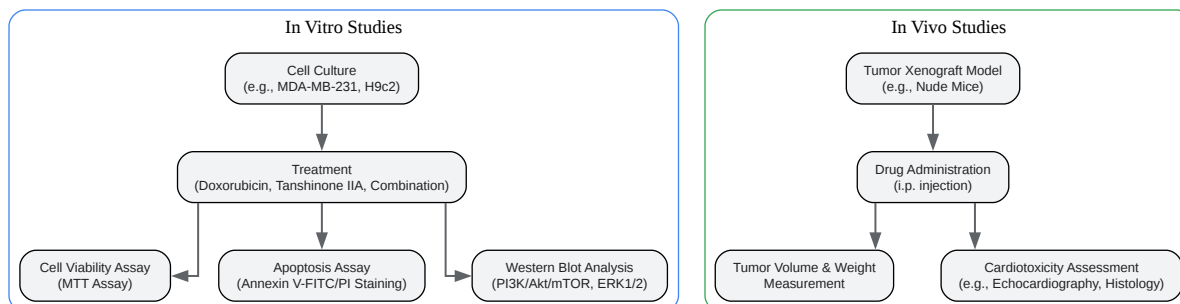 In Vitro Studies
Cell Culture
(e.g., MDA-MB-231, H9c2)
Treatment
(Doxorubicin, Tanshinone IIA, Combination)
Cell Viability Assay
(MTT Assay)
Apoptosis Assay
(Annexin V-FITC/PI Staining)
Western Blot Analysis
(PI3K/Akt/mTOR, ERK1/2)
In Vivo Studies
Tumor Xenograft Model
(e.g., Nude Mice)
Drug Administration
(i.p. injection)
Tumor Volume & Weight
Measurement
Cardiotoxicity Assessment
(e.g., Echocardiography, Histology)